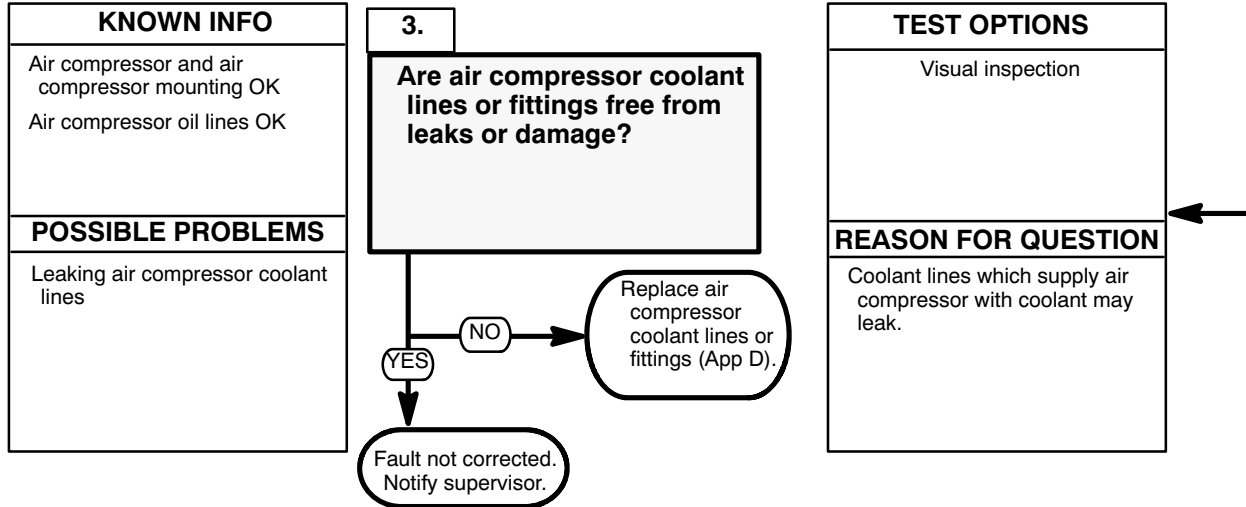 KNOWN INFO
Air compressor and air
compressor mounting OK
Air compressor oil lines OK
POSSIBLE PROBLEMS
Leaking air compressor coolant
lines
3.
Are air compressor coolant
lines or fittings free from
leaks or damage?
NO
Replace air
compressor
coolant lines or
fittings (App D).
YES
Fault not corrected.
Notify supervisor.
TEST OPTIONS
Visual inspection
REASON FOR QUESTION
Coolant lines which supply air
compressor with coolant may
leak.